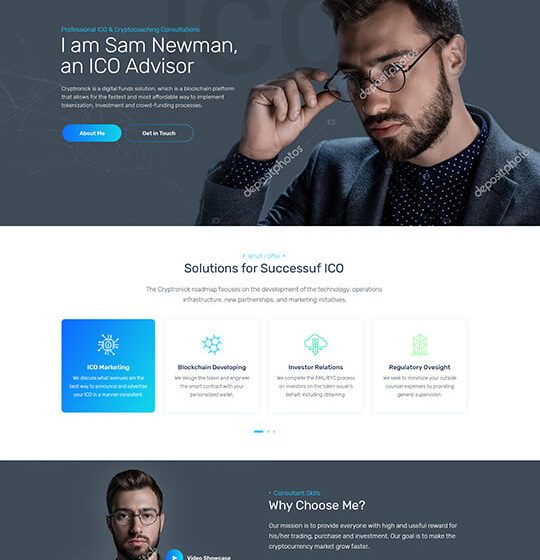 ICO
Professional ICO & Cryptocoaching Consultations
I am Sam Newman,
an ICO Advisor
Cryptronick is a digital funds solution, which is a blockchain platform
that allows for the fastest and most affordable way to implement
tokenization, investment and crowd-funding processes.
About Me
Get in Touch
depositphotos
depositphotos
depositphotos
What I Offer
Solutions for Successuf ICO
The Cryptronick roadmap focuses on the development of the technology, operations
infrastructure, new partnerships, and marketing initiatives.
ICO Marketing
We discuss what avenues are the
best way to announce and advertise
your ICO in a manner consistent
Blockchain Developing
We design the token and engineer
the smart contract with your
personalized wallet
Investor Relations
We complete the AML/KYC process
on investors on the token issuer's
behalf, including obtaining
Regulatory Ovesight
We seek to minimize your outside
counsel expenses by providing
general supervision
Consultant Skills
Why Choose Me?
Our mission is to provide everyone with high and useful reward for
his/her trading, purchase and investment. Our goal is to make the
cryptocurrency market grow faster.
Video Showcase